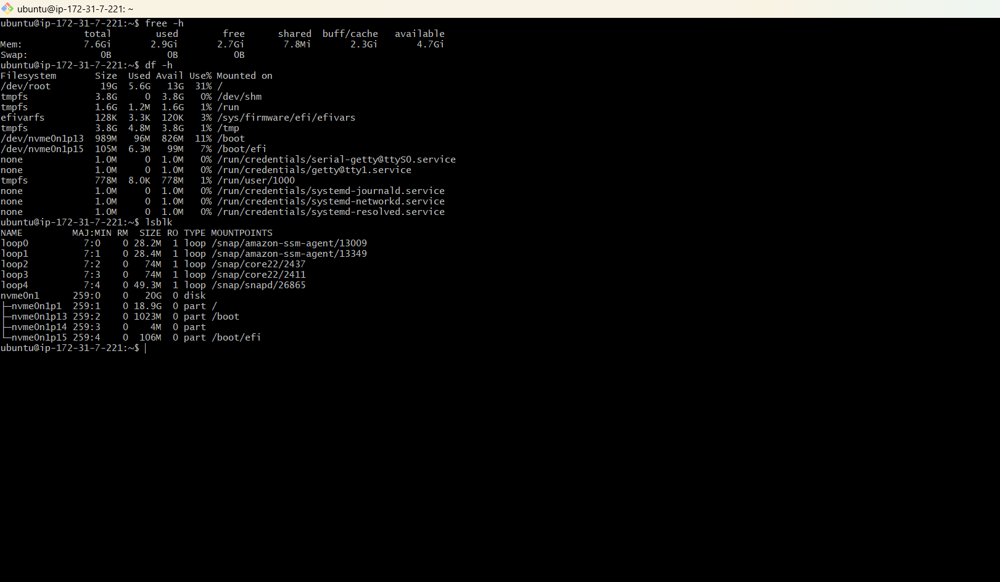 ubuntu@ip-172-31-7-221: ~
ubuntu@ip-172-31-7-221:~$ free -h
               total        used        free      shared  buff/cache   available
Mem:           7.6Gi       2.9Gi       2.7Gi       7.8Mi       2.3Gi       4.7Gi
Swap:             0B          0B          0B
ubuntu@ip-172-31-7-221:~$ df -h
Filesystem       Size  Used Avail Use% Mounted on
/dev/root         19G  5.6G   13G  31% /
tmpfs            3.8G     0  3.8G   0% /dev/shm
tmpfs            1.6G  1.2M  1.6G   1% /run
efivarfs         128K  3.3K  120K   3% /sys/firmware/efi/efivars
tmpfs            3.8G  4.8M  3.8G   1% /tmp
/dev/nvme0n1p13  989M   96M  826M  11% /boot
/dev/nvme0n1p15  105M  6.3M   99M   7% /boot/efi
none             1.0M     0  1.0M   0% /run/credentials/serial-getty@ttyS0.service
none             1.0M     0  1.0M   0% /run/credentials/getty@tty1.service
tmpfs            778M  8.0K  778M   1% /run/user/1000
none             1.0M     0  1.0M   0% /run/credentials/systemd-journald.service
none             1.0M     0  1.0M   0% /run/credentials/systemd-networkd.service
none             1.0M     0  1.0M   0% /run/credentials/systemd-resolved.service
ubuntu@ip-172-31-7-221:~$ lsblk
NAME         MAJ:MIN RM  SIZE RO TYPE MOUNTPOINTS
loop0          7:0    0 28.2M  1 loop /snap/amazon-ssm-agent/13009
loop1          7:1    0 28.4M  1 loop /snap/amazon-ssm-agent/13349
loop2          7:2    0   74M  1 loop /snap/core22/2437
loop3          7:3    0   74M  1 loop /snap/core22/2411
loop4          7:4    0 49.3M  1 loop /snap/snapd/26865
nvme0n1      259:0    0   20G  0 disk
├─nvme0n1p1  259:1    0 18.9G  0 part /
├─nvme0n1p13 259:2    0 1023M  0 part /boot
├─nvme0n1p14 259:3    0    4M  0 part
└─nvme0n1p15 259:4    0  106M  0 part /boot/efi
ubuntu@ip-172-31-7-221:~$